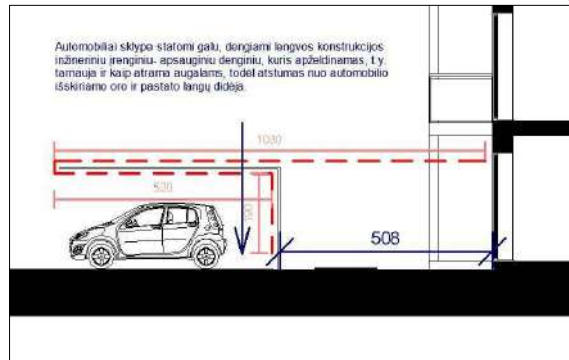 Automobiliai sklype statomi galu, dengiami lengvos konstrukcijos
inžineriniu įrenginiu- apsauginiu denginiu, kuris apželdinamas, t.y.
tarnauja ir kaip atrama augalams, todėl atstumas nuo automobilio
išskiriamo oro ir pastato langų didėja.
1030
508